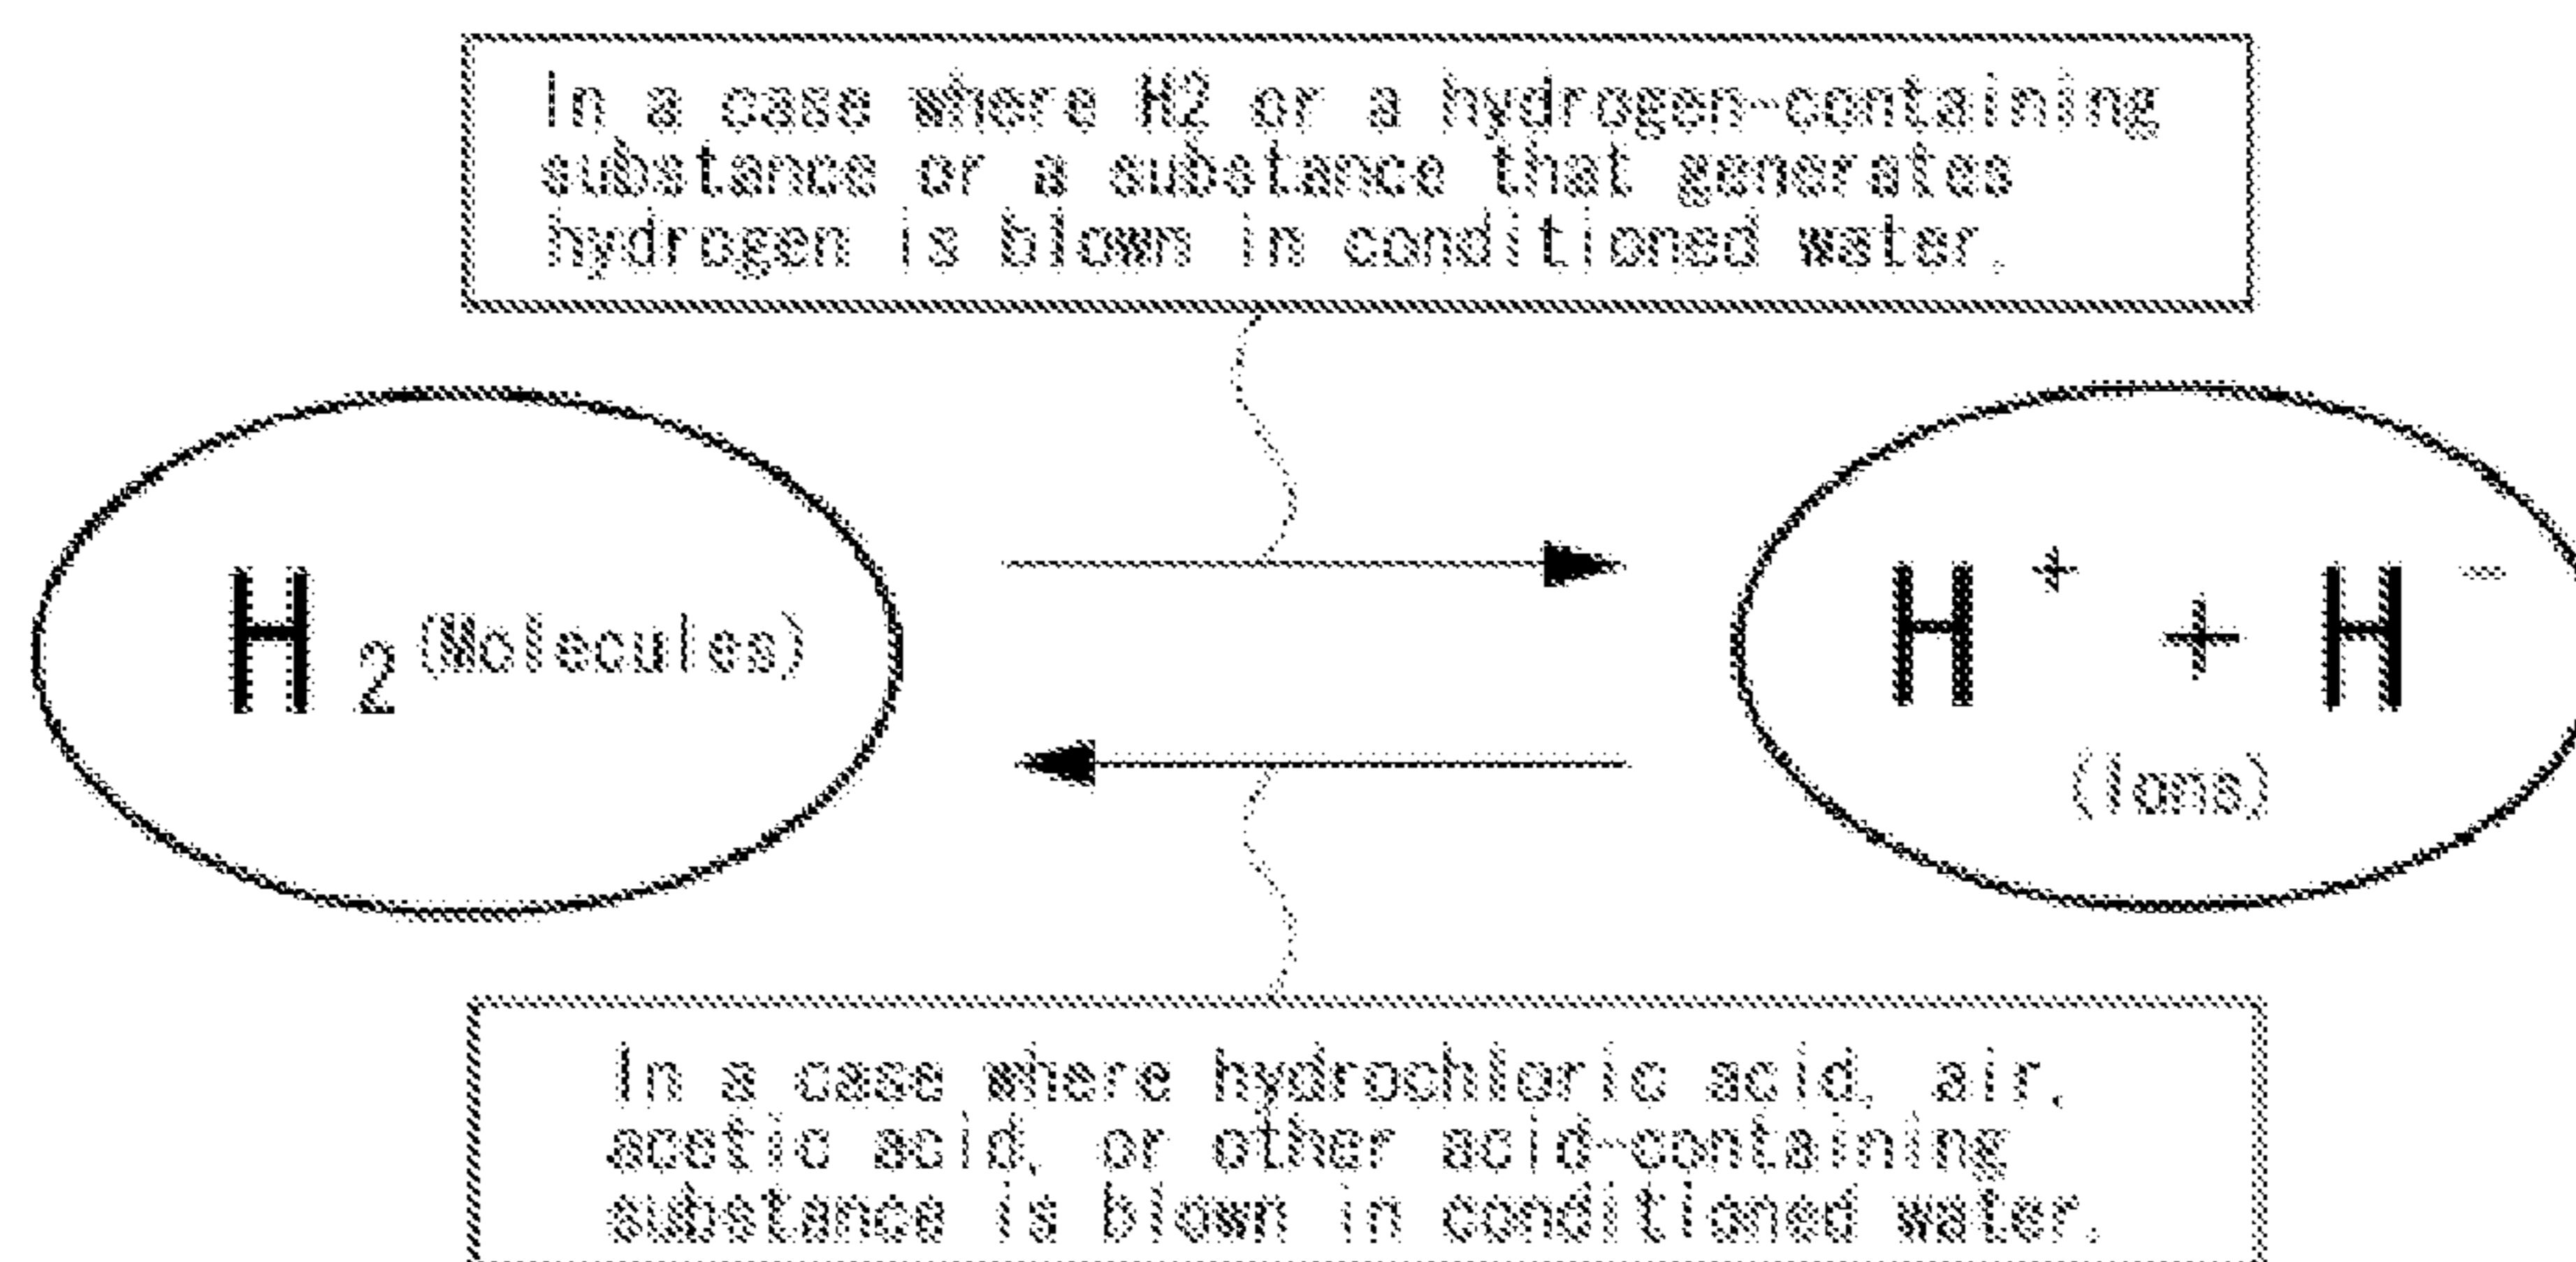 In a case where H2 or a hydrogen-containing
substance or a substance that generates
hydrogen is blown in conditioned water.
H2 (Molecules)
H+ + H−
(Ions)
In a case where hydrochloric acid, air,
acetic acid, or other acid-containing
substance is blown in conditioned water.